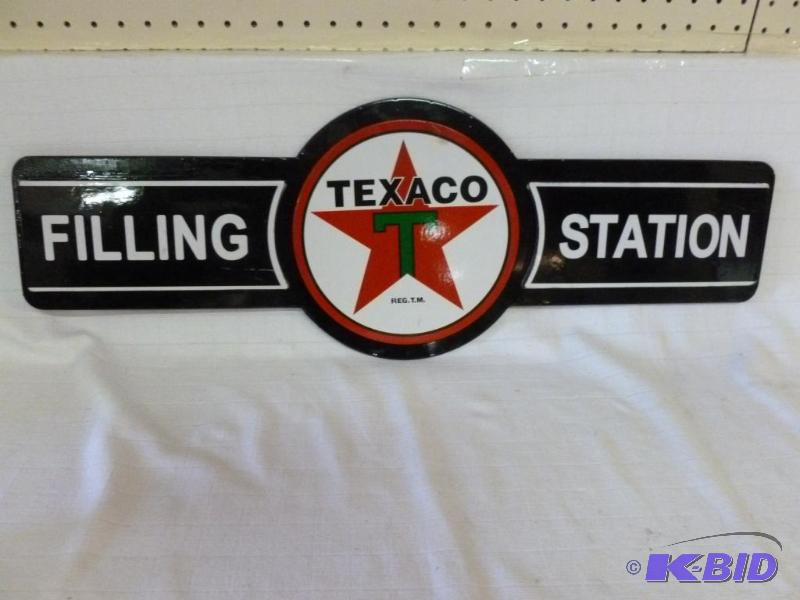 FILLING
TEXACO
T
REG.T.M.
STATION
© K-BID